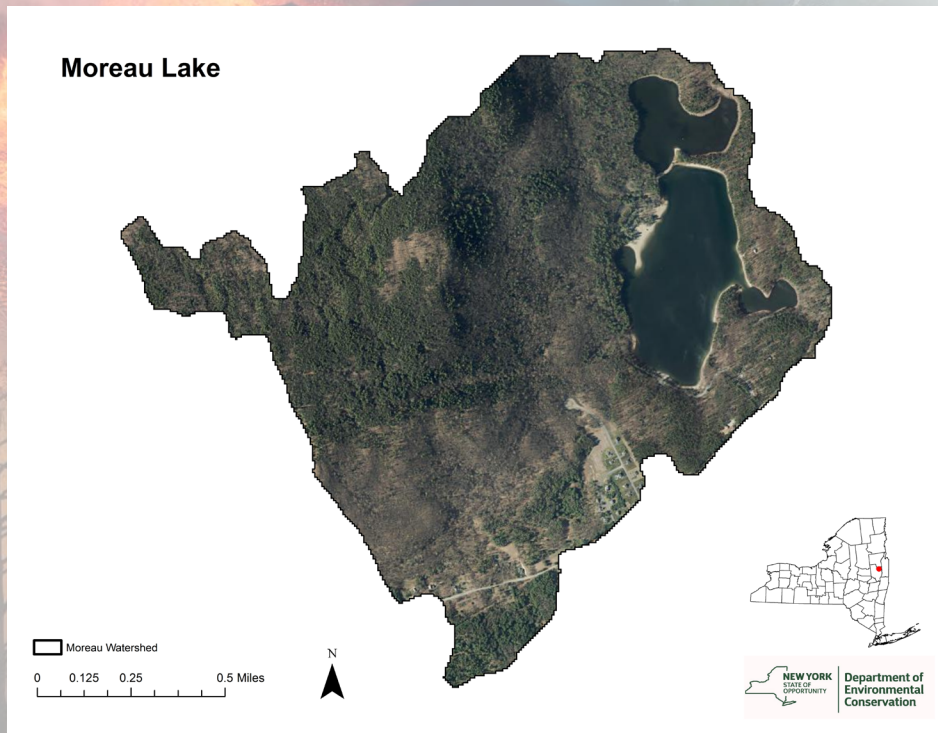 Moreau Lake
Moreau Watershed
0 0.125 0.25 0.5 Miles
N
NEW YORK
STATE OF
OPPORTUNITY
Department of
Environmental
Conservation